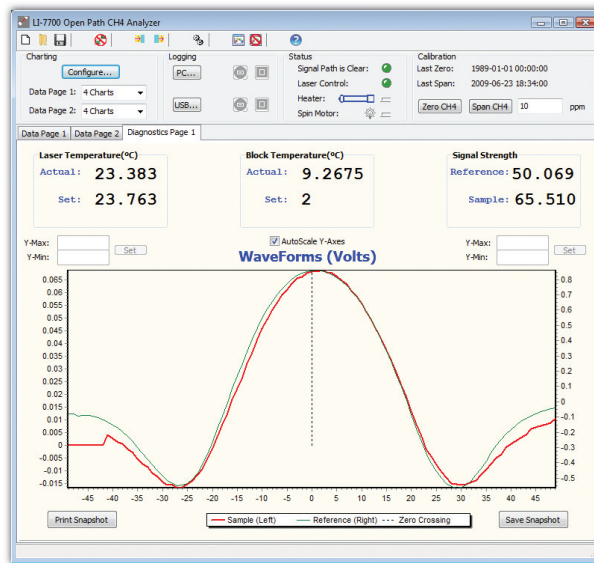 LI-7700 Open Path CH4 Analyzer
Charting
Configure...
Data Page 1: 4 Charts
Data Page 2: 4 Charts
Logging
PC...
USB...
Status
Signal Path is Clear:
Laser Control:
Heater:
Spin Motor:
Calibration
Last Zero: 1989-01-01 00:00:00
Last Span: 2009-06-23 18:34:00
Zero CH4 Span CH4 10 ppm
Data Page 1 Data Page 2 Diagnostics Page 1
Laser Temperature(ºC)
Actual: 23.383
Set: 23.763
Block Temperature(ºC)
Actual: 9.2675
Set: 2
Signal Strength
Reference: 50.069
Sample: 65.510
Y-Max:
Y-Min:
Set
AutoScale Y-Axes
WaveForms (Volts)
Y-Max:
Y-Min:
Set
0.065
0.06
0.055
0.05
0.045
0.04
0.035
0.03
0.025
0.02
0.015
0.01
0.005
0
-0.005
-0.01
-0.015
0.8
0.7
0.6
0.5
0.4
0.3
0.2
0.1
0
-0.1
-0.2
-0.3
-0.4
-0.5
-45 -40 -35 -30 -25 -20 -15 -10 -5 0 5 10 15 20 25 30 35 40 45
Print Snapshot
Sample (Left) Reference (Right) Zero Crossing
Save Snapshot